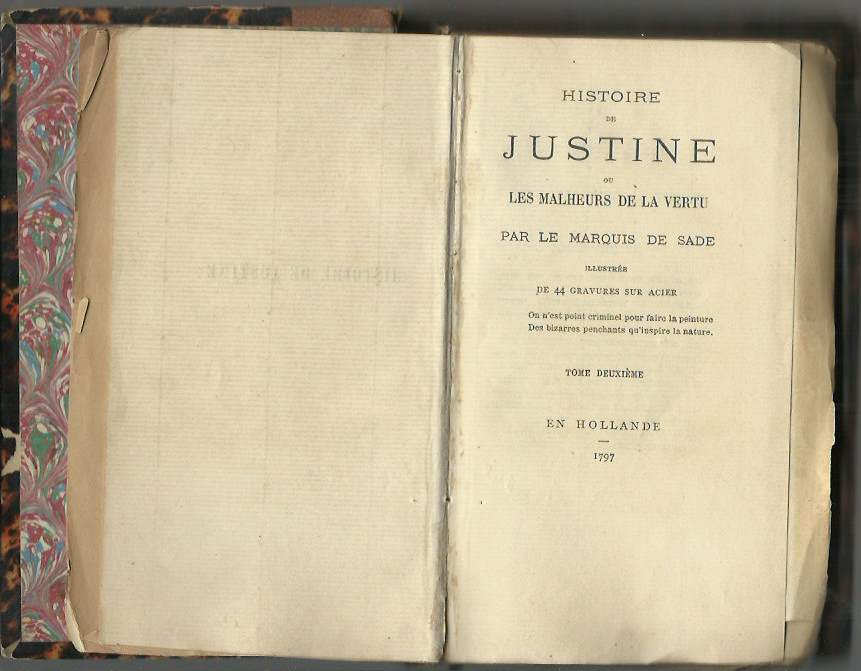 HISTOIRE
DE
JUSTINE
OU
LES MALHEURS DE LA VERTU
PAR LE MARQUIS DE SADE
ILLUSTRÉE
DE 44 GRAVURES SUR ACIER
On n'est point criminel pour faire la peinture
Des bizarres penchants qu'inspire la nature.
TOME DEUXIÈME
EN HOLLANDE
1797